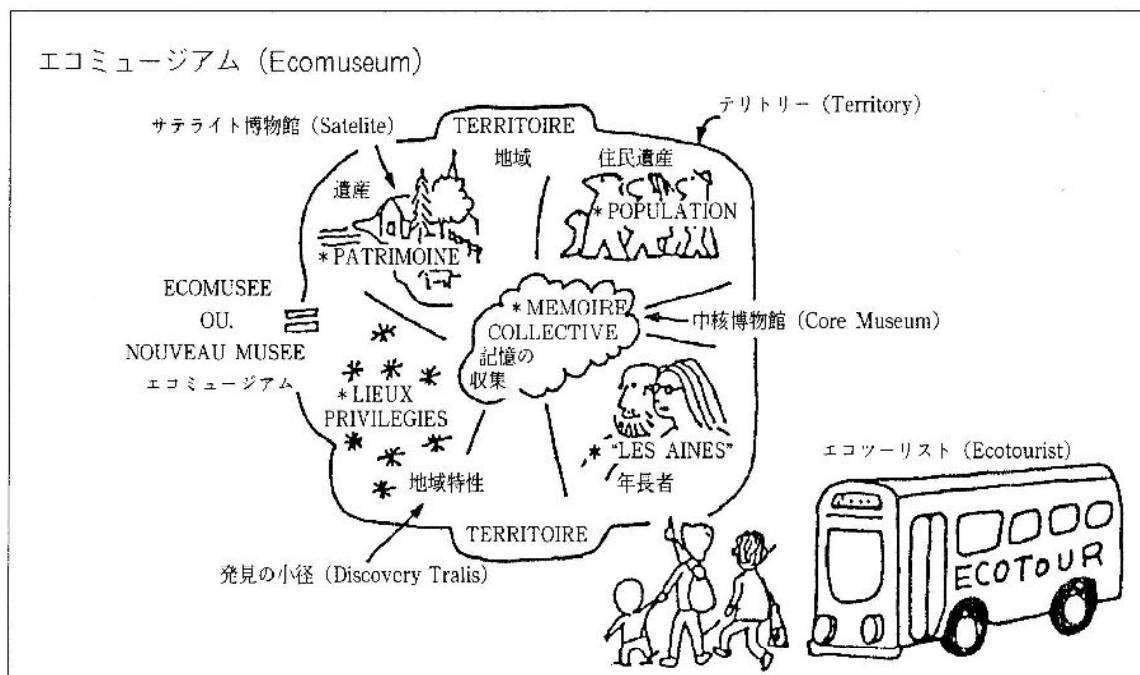 エコミュージアム (Ecomuseum)
サテライト博物館 (Satelite)
テリトリー (Territory)
TERRITOIRE
地域
住民遺産
遺産
*POPULATION
*PATRIMOINE
ECOMUSEE
OU.
NOUVEAU MUSEE
エコミュージアム
*MEMOIRE
COLLECTIVE
記憶の
収集
中核博物館 (Core Museum)
*LIEUX
PRIVILEGIES
地域特性
* "LES AINES"
年長者
エコツーリスト (Ecotourist)
TERRITOIRE
発見の小径 (Discovery Tralis)
ECOTOUR